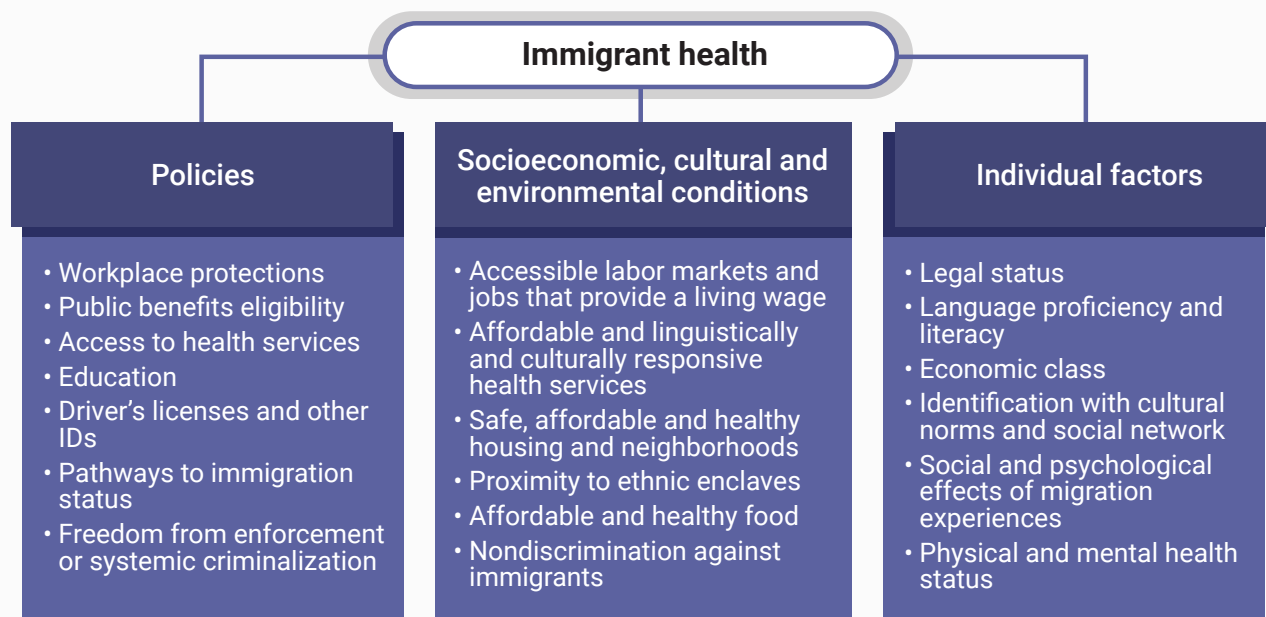 Immigrant health
Policies
• Workplace protections
• Public benefits eligibility
• Access to health services
• Education
• Driver’s licenses and other
IDs
• Pathways to immigration
status
• Freedom from enforcement
or systemic criminalization
Socioeconomic, cultural and
environmental conditions
• Accessible labor markets and
jobs that provide a living wage
• Affordable and linguistically
and culturally responsive
health services
• Safe, affordable and healthy
housing and neighborhoods
• Proximity to ethnic enclaves
• Affordable and healthy food
• Nondiscrimination against
immigrants
Individual factors
• Legal status
• Language proficiency and
literacy
• Economic class
• Identification with cultural
norms and social network
• Social and psychological
effects of migration
experiences
• Physical and mental health
status